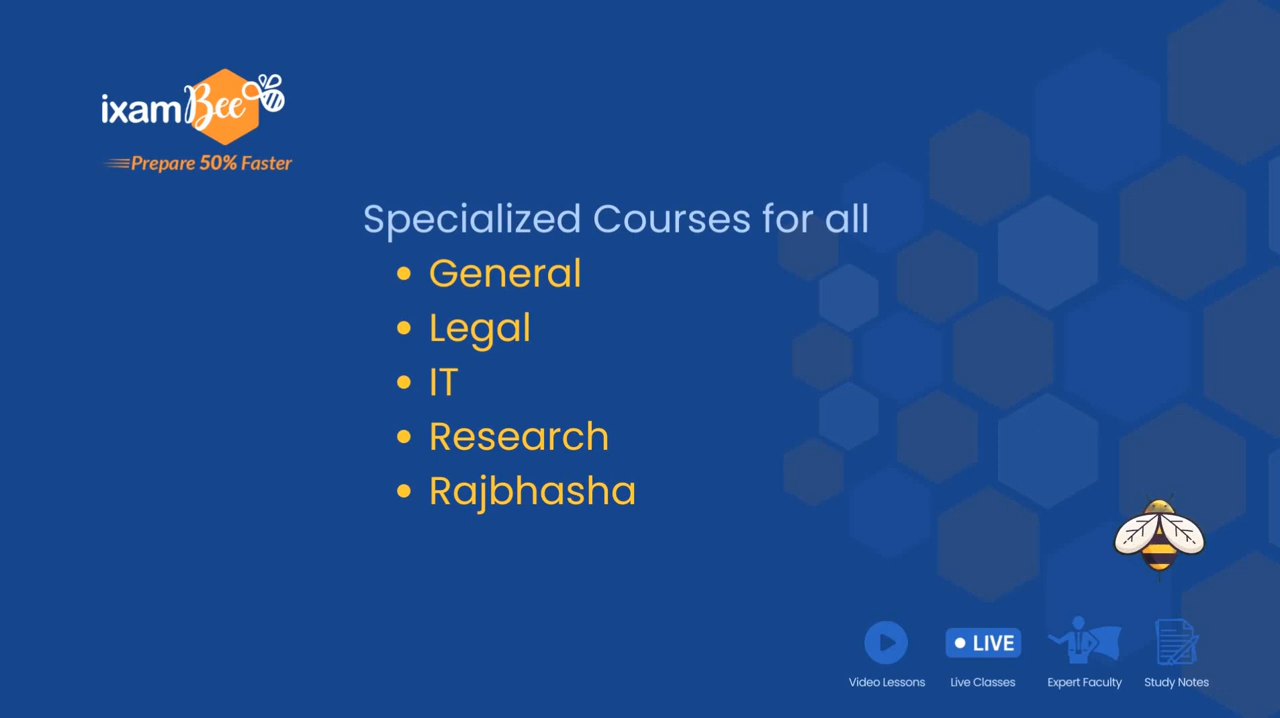 ixamBee
Prepare 50% Faster
Specialized Courses for all
• General
• Legal
• IT
• Research
• Rajbhasha
LIVE
Video Lessons
Live Classes
Expert Faculty
Study Notes